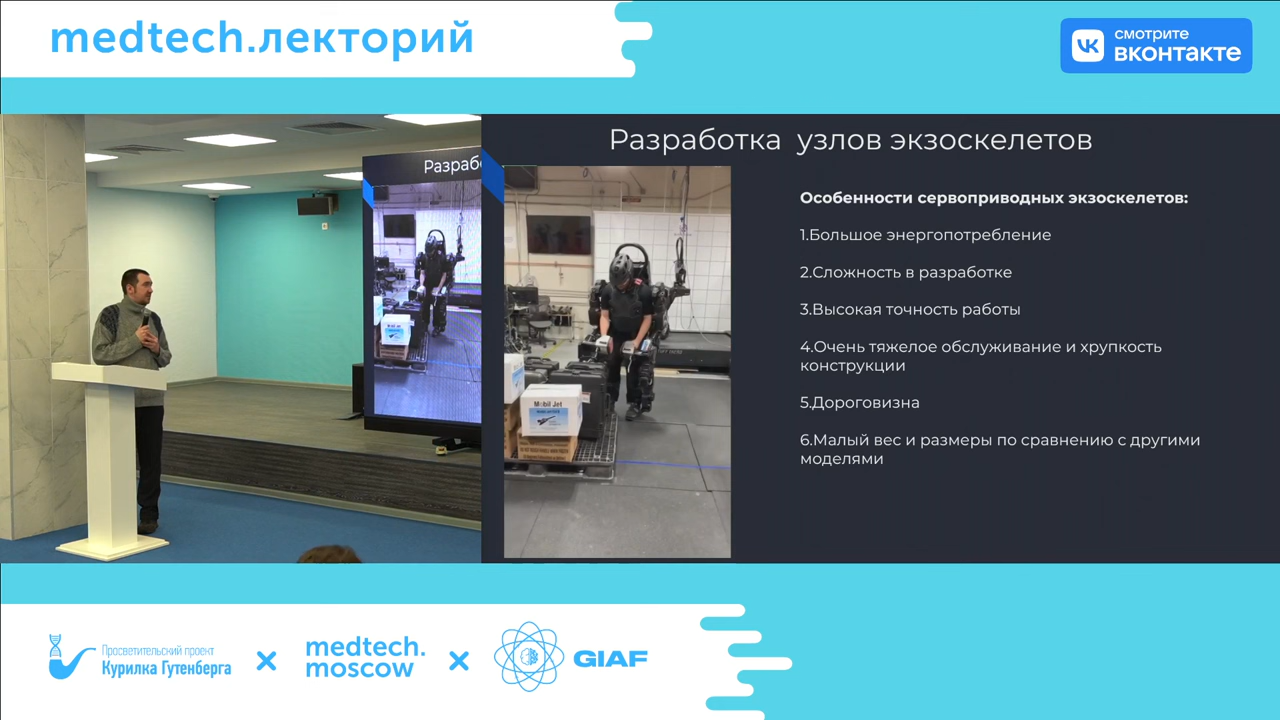 medtech.лекторий
смотрите
вконтакте
Разработка узлов экзоскелетов
Разраб
Особенности сервоприводных экзоскелетов:
1.Большое энергопотребление
2.Сложность в разработке
3.Высокая точность работы
4.Очень тяжелое обслуживание и хрупкость
конструкции
5.Дороговизна
6.Малый вес и размеры по сравнению с другими
моделями
Mobil Jet
Просветительский проект
Курилка Гутенберга
medtech.
moscow
GIAF